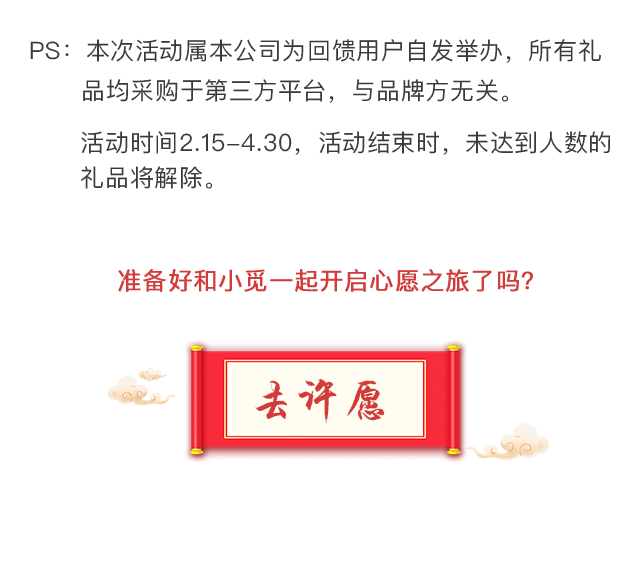 PS：本次活动属本公司为回馈用户自发举办，所有礼
品均采购于第三方平台，与品牌方无关。
活动时间2.15-4.30，活动结束时，未达到人数的
礼品将解除。
准备好和小觅一起开启心愿之旅了吗？
去许愿